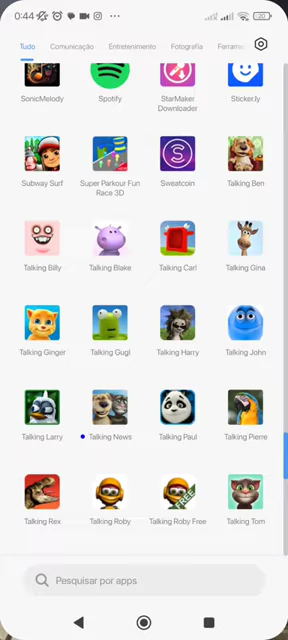 0:44
20
Tudo Comunicação Entretenimento Fotografia Ferrame
SonicMelody Spotify StarMaker Downloader Sticker.ly
Subway Surf Super Parkour Fun Race 3D Sweatcoin Talking Ben
Talking Billy Talking Blake Talking Carl Talking Gina
Talking Ginger Talking Gugl Talking Harry Talking John
Talking Larry Talking News Talking Paul Talking Pierre
FREE
Talking Rex Talking Roby Talking Roby Free Talking Tom
Pesquisar por apps